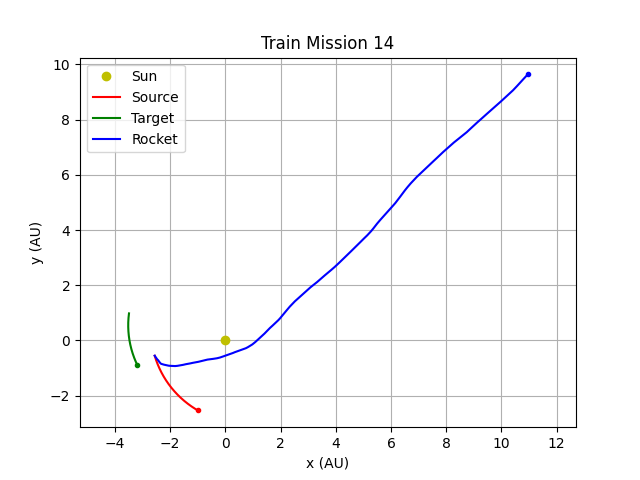 Train Mission 14
Sun
Source
Target
Rocket
10
8
6
4
2
0
−2
y (AU)
−4 −2 0 2 4 6 8 10 12
x (AU)